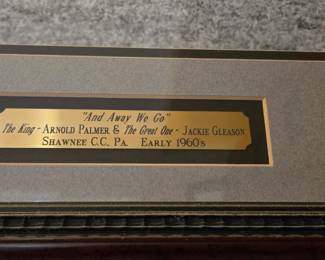 "And Away We Go"
The King - Arnold Palmer & The Great One - Jackie Gleason
Shawnee C.C. Pa. Early 1960's